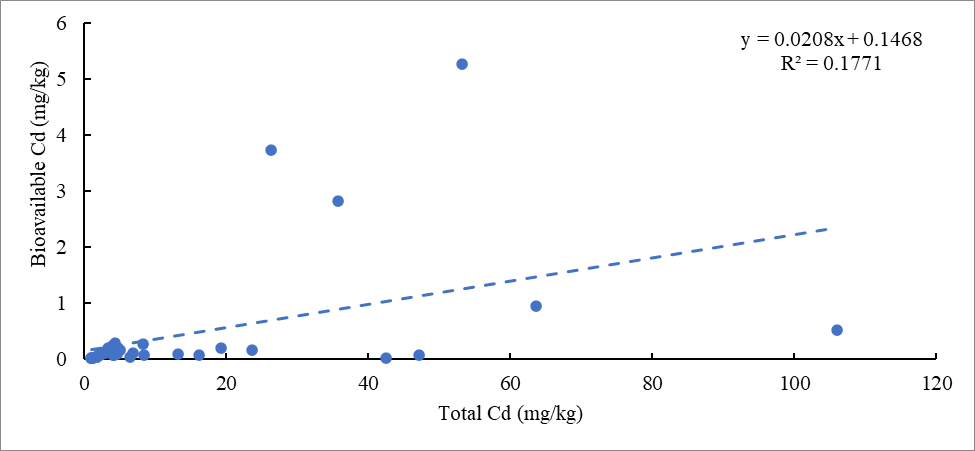 y = 0.0208x + 0.1468
R² = 0.1771
6
5
4
3
2
1
0
Bioavailable Cd (mg/kg)
0 20 40 60 80 100 120
Total Cd (mg/kg)